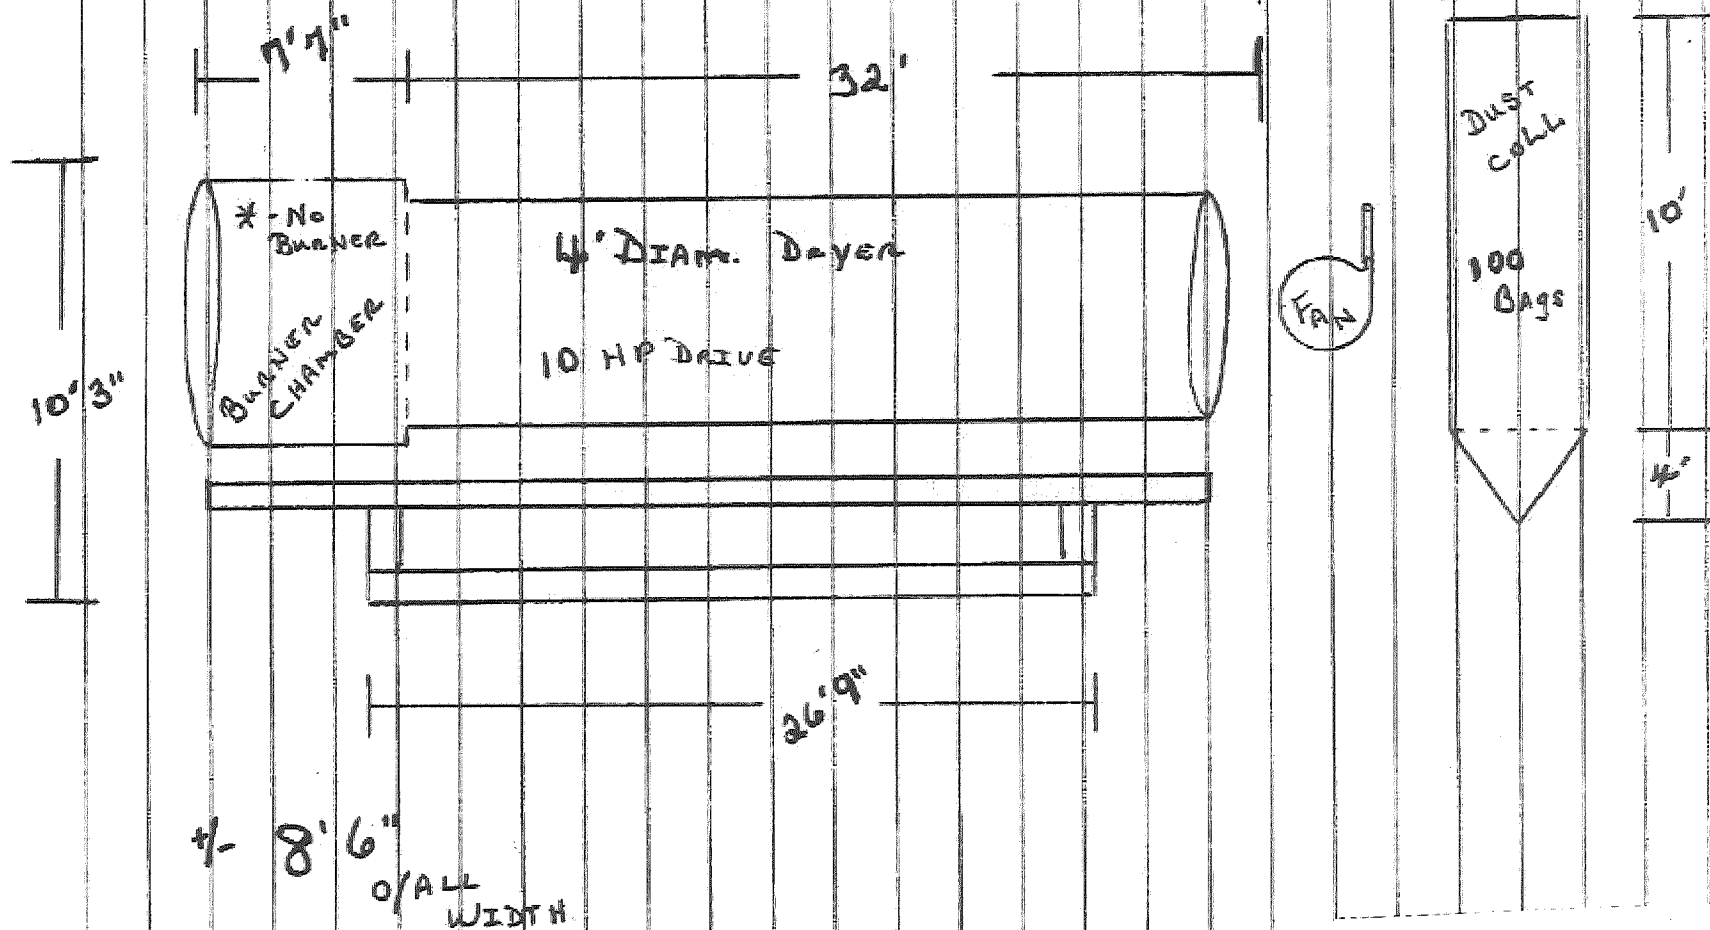 7'7"
32'
DUST
COLL
* - No
BURNER
4' DIAM. DRYER
10'
100
BAgs
FAN
BURNER
CHAMBER
10 HP DRIVE
10'3"
4'
26'9"
+/- 8'6"
O/ALL
WIDTH